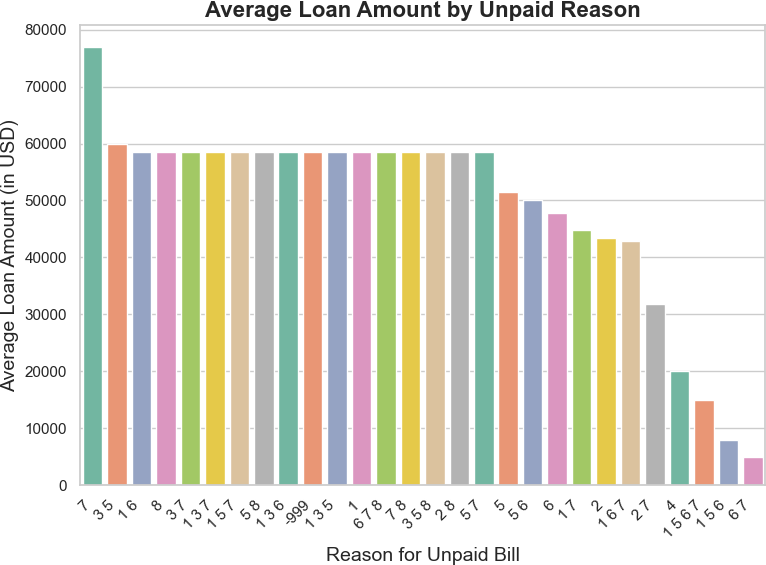 Average Loan Amount by Unpaid Reason
80000
70000
60000
50000
40000
30000
20000
10000
0
Average Loan Amount (in USD)
7
3 5
1 6
8
3 7
1 3 7
1 5 7
5 8
1 3 6
-999
1 3 5
1
6 7 8
7 8
3 5 8
2 8
5 7
5
5 6
6
1 7
2
1 6 7
2 7
4
1 5 6 7
1 5 6
6 7
Reason for Unpaid Bill